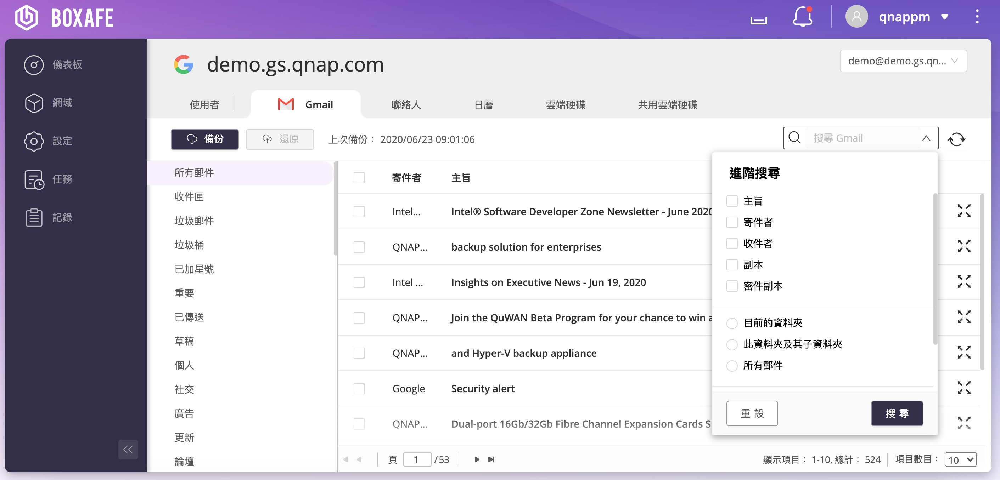 BOXAFE
qnappm
儀表板
網域
設定
任務
記錄
demo.gs.qnap.com
demo@demo.gs.qn...
使用者
Gmail
聯絡人
日曆
雲端硬碟
共用雲端硬碟
備份
還原
上次備份： 2020/06/23 09:01:06
搜尋 Gmail
所有郵件
收件匣
垃圾郵件
垃圾桶
已加星號
重要
已傳送
草稿
個人
社交
廣告
更新
論壇
寄件者 主旨
Intel... Intel® Software Developer Zone Newsletter - June 2020
QNAP... backup solution for enterprises
Intel ... Insights on Executive News - Jun 19, 2020
QNAP... Join the QuWAN Beta Program for your chance to win a
QNAP... and Hyper-V backup appliance
Google Security alert
QNAP... Dual-port 16Gb/32Gb Fibre Channel Expansion Cards S
進階搜尋
主旨
寄件者
收件者
副本
密件副本
目前的資料夾
此資料夾及其子資料夾
所有郵件
重 設
搜 尋
頁 1 /53
顯示項目： 1-10, 總計： 524
項目數目： 10